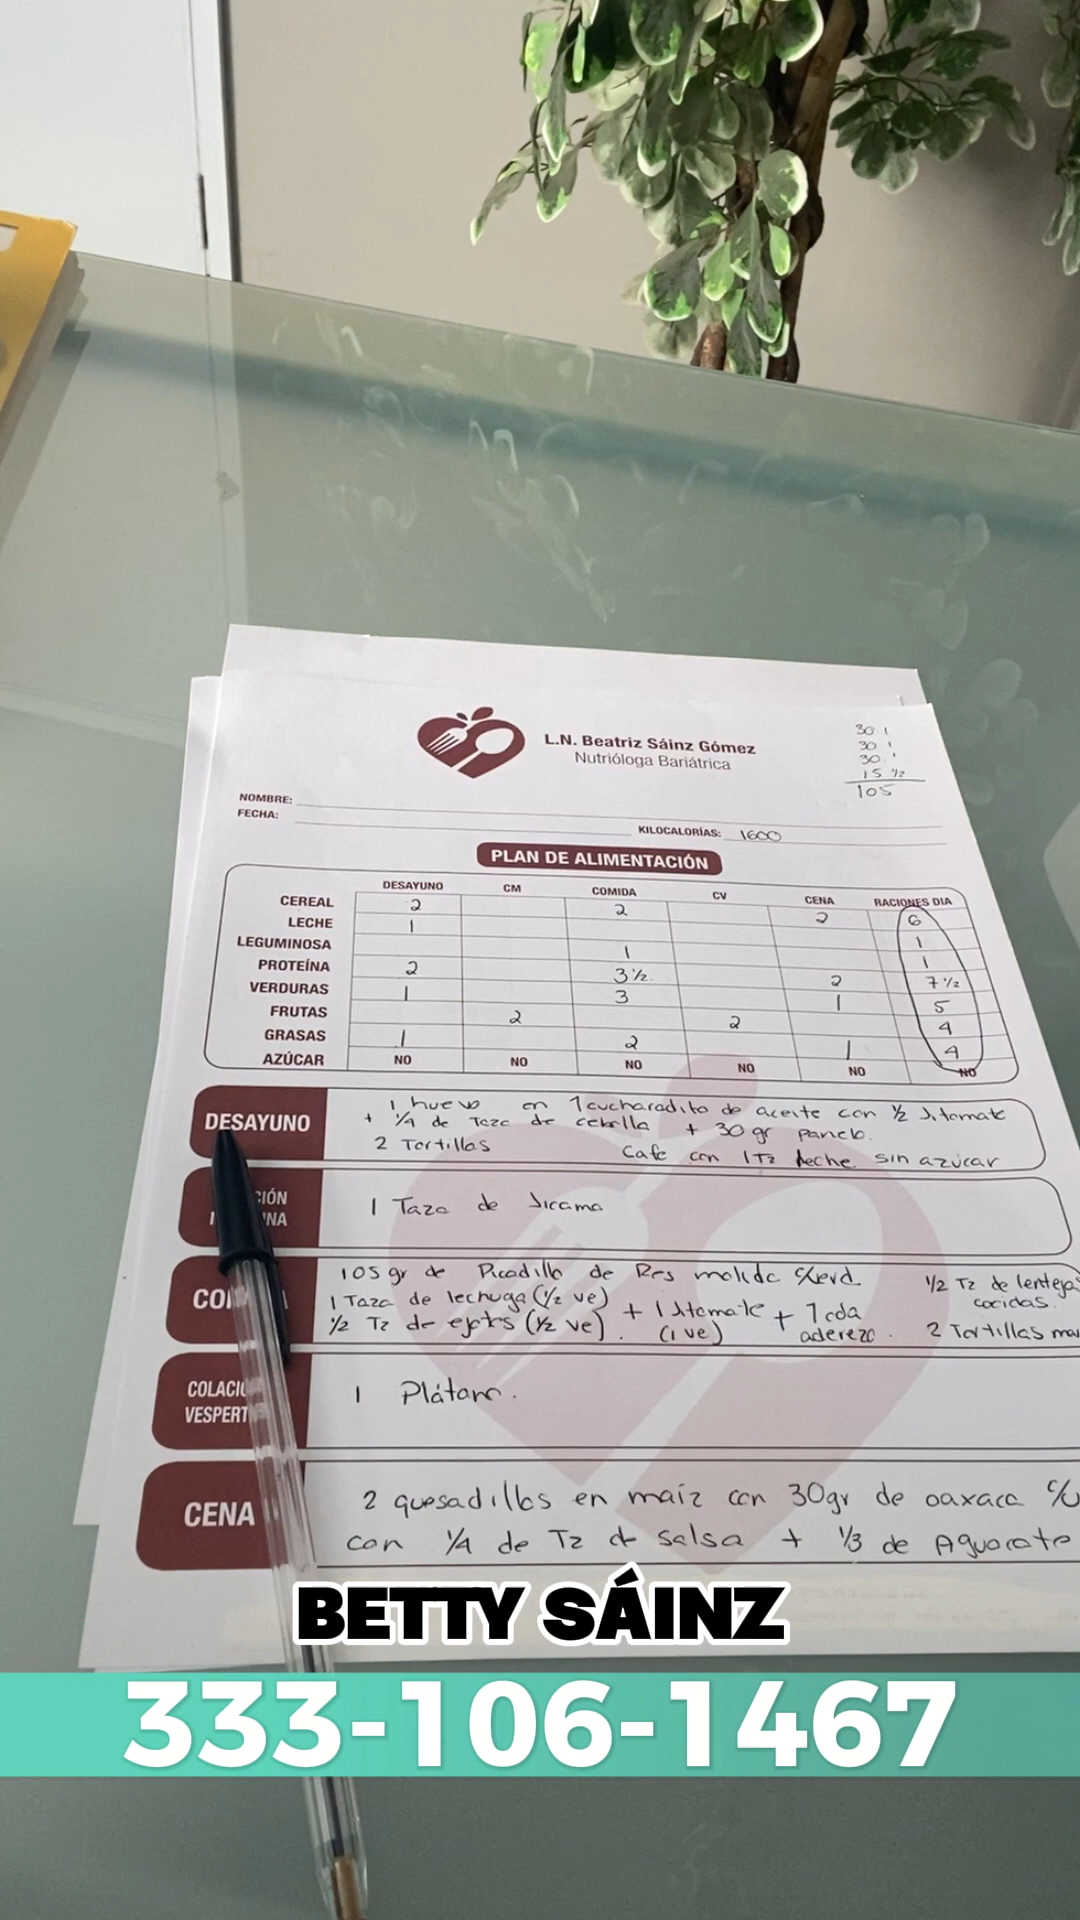 L.N. Beatriz Sáinz Gómez
Nutrióloga Bariátrica
30 1
30 1
30 1
15 1/2
105
NOMBRE:
FECHA:
KILOCALORÍAS: 1600
PLAN DE ALIMENTACIÓN
DESAYUNO CM COMIDA CV CENA RACIONES DIA
CEREAL 2 2 2 6
LECHE 1 1
LEGUMINOSA 1 1
PROTEÍNA 2 3 1/2 2 7 1/2
VERDURAS 1 3 1 5
FRUTAS 2 2 4
GRASAS 1 2 1 4
AZÚCAR NO NO NO NO NO NO
DESAYUNO
1 huevo en 1 cucharadita de aceite con 1/2 Jitomate
+ 1/4 de Taza de cebolla + 30 gr panela.
2 Tortillas Cafe con 1 Tz leche sin azúcar
1 Taza de Jicama
105 gr de Picadillo de Res molida
1 Taza de lechuga (1/2 ve) + 1 Jitomate + 1 cda
1/2 Tz de ejotes (1/2 ve). (1 ve) aderezo.
1/2 Tz de lenteja
cocidas.
2 Tortillas
1 Plátano.
CENA
2 quesadillas en maíz con 30gr de oaxaca c/u
con 1/4 de Tz de salsa + 1/3 de Aguacate
BETTY SÁINZ
333-106-1467